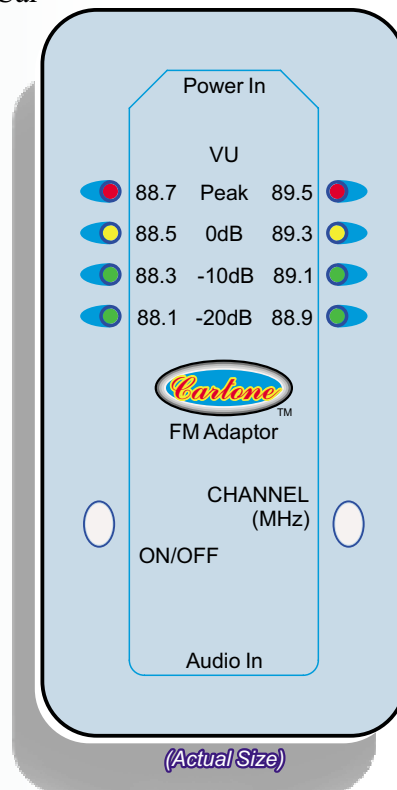 Car
Power In
VU
88.7 Peak 89.5
88.5 0dB 89.3
88.3 -10dB 89.1
88.1 -20dB 88.9
Cartone TM
FM Adaptor
CHANNEL
(MHz)
ON/OFF
Audio In
(Actual Size)